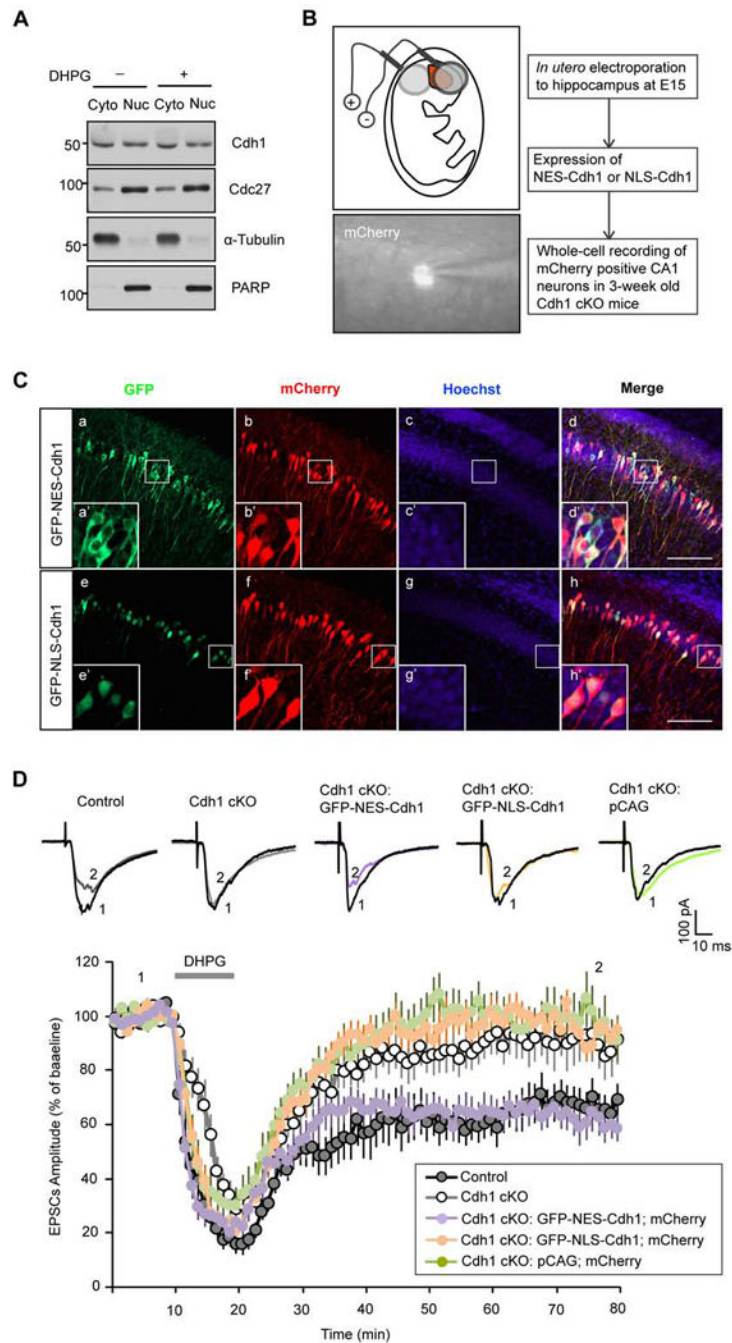 A
DHPG
–
+
Cyto Nuc Cyto Nuc
50
Cdh1
100
Cdc27
50
α-Tubulin
100
PARP
B
+
-
mCherry
In utero electroporation
to hippocampus at E15
Expression of
NES-Cdh1 or NLS-Cdh1
Whole-cell recording of
mCherry positive CA1
neurons in 3-week old
Cdh1 cKO mice
C
GFP
mCherry
Hoechst
Merge
GFP-NES-Cdh1
a
b
c
d
a'
b'
c'
d'
GFP-NLS-Cdh1
e
f
g
h
e'
f'
g'
h'
D
Control
Cdh1 cKO
Cdh1 cKO:
GFP-NES-Cdh1
Cdh1 cKO:
GFP-NLS-Cdh1
Cdh1 cKO:
pCAG
2
1
2
1
2
1
2
1
2
1
100 pA
10 ms
EPSCs Amplitude (% of baaeline)
120
100
80
60
40
20
0
1
DHPG
2
Control
Cdh1 cKO
Cdh1 cKO: GFP-NES-Cdh1; mCherry
Cdh1 cKO: GFP-NLS-Cdh1; mCherry
Cdh1 cKO: pCAG; mCherry
10 20 30 40 50 60 70 80
Time (min)